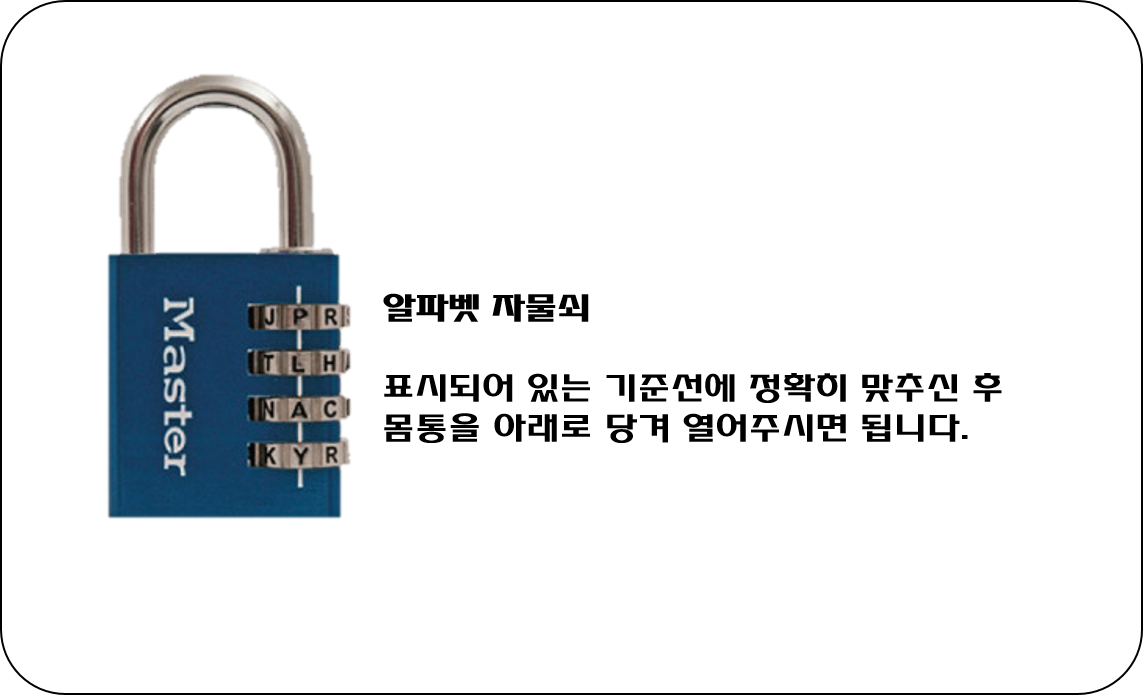 Master
J P R
T L H
N A C
K Y R
알파벳 자물쇠
표시되어 있는 기준선에 정확히 맞추신 후
몸통을 아래로 당겨 열어주시면 됩니다.